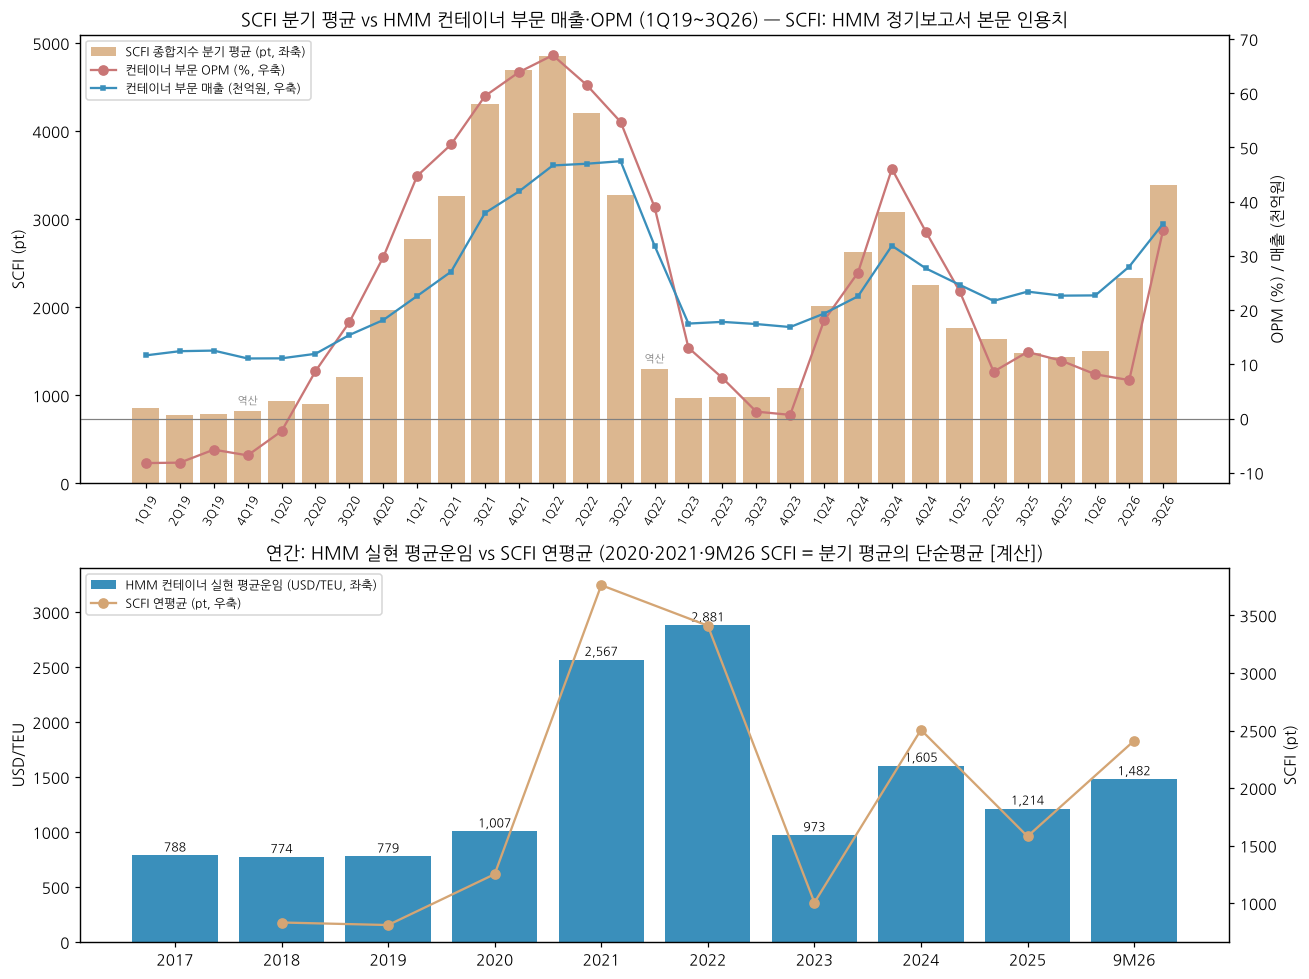 SCFI 분기 평균 vs HMM 컨테이너 부문 매출·OPM (1Q19~3Q26) — SCFI: HMM 정기보고서 본문 인용치
SCFI 종합지수 분기 평균 (pt, 좌축)
컨테이너 부문 OPM (%, 우축)
컨테이너 부문 매출 (천억원, 우축)
SCFI (pt)
5000
4000
3000
2000
1000
0
70
60
50
40
30
20
10
0
-10
OPM (%) / 매출 (천억원)
역산
역산
1Q19
2Q19
3Q19
4Q19
1Q20
2Q20
3Q20
4Q20
1Q21
2Q21
3Q21
4Q21
1Q22
2Q22
3Q22
4Q22
1Q23
2Q23
3Q23
4Q23
1Q24
2Q24
3Q24
4Q24
1Q25
2Q25
3Q25
4Q25
1Q26
2Q26
3Q26
연간: HMM 실현 평균운임 vs SCFI 연평균 (2020·2021·9M26 SCFI = 분기 평균의 단순평균 [계산])
HMM 컨테이너 실현 평균운임 (USD/TEU, 좌축)
SCFI 연평균 (pt, 우축)
USD/TEU
3000
2500
2000
1500
1000
500
0
3500
3000
2500
2000
1500
1000
SCFI (pt)
788
774
779
1,007
2,567
2,881
973
1,605
1,214
1,482
2017
2018
2019
2020
2021
2022
2023
2024
2025
9M26